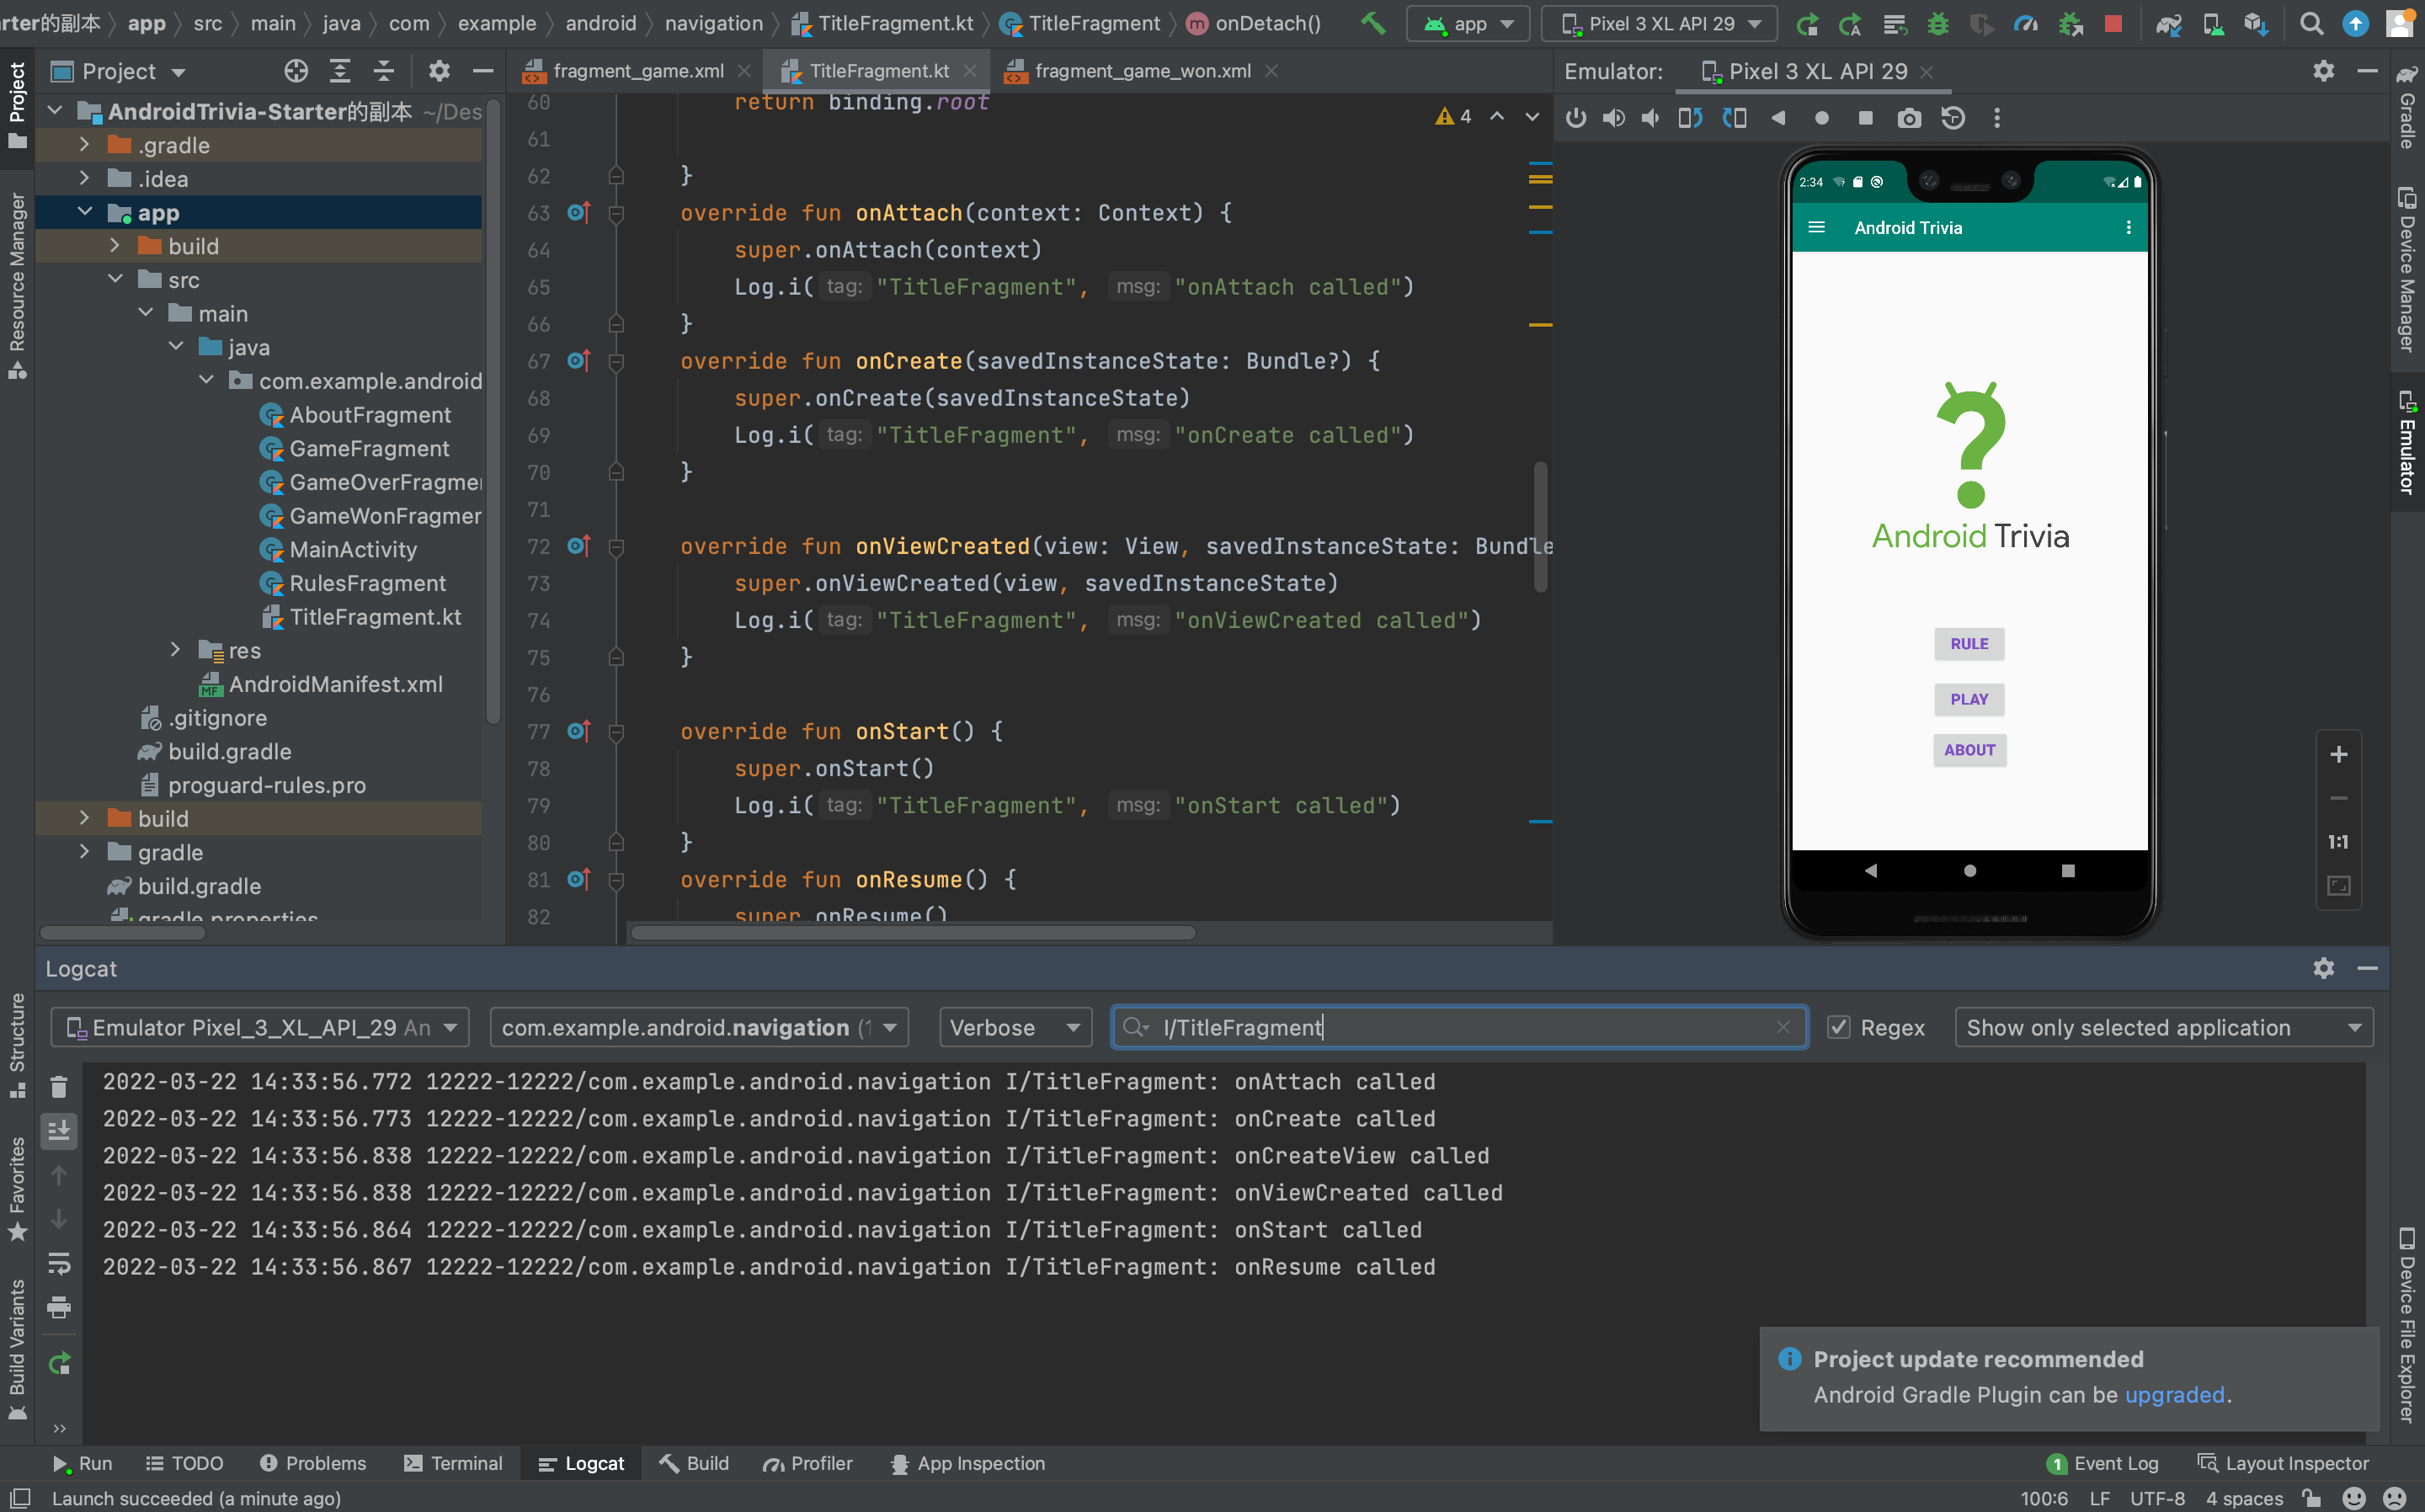 arter的副本 app src main java com example android navigation TitleFragment.kt TitleFragment onDetach() app Pixel 3 XL API 29
Project
fragment_game.xml TitleFragment.kt fragment_game_won.xml
Emulator: Pixel 3 XL API 29
Project
Resource Manager
Structure
Favorites
Build Variants
AndroidTrivia-Starter的副本 ~/Des
.gradle
.idea
app
build
src
main
java
com.example.android
AboutFragment
GameFragment
GameOverFragme
GameWonFragmer
MainActivity
RulesFragment
TitleFragment.kt
res
AndroidManifest.xml
.gitignore
build.gradle
proguard-rules.pro
build
gradle
build.gradle
gradle.properties
4
60 return binding.root
61
62 }
63 override fun onAttach(context: Context) {
64 super.onAttach(context)
65 Log.i( tag: "TitleFragment", msg: "onAttach called")
66 }
67 override fun onCreate(savedInstanceState: Bundle?) {
68 super.onCreate(savedInstanceState)
69 Log.i( tag: "TitleFragment", msg: "onCreate called")
70 }
71
72 override fun onViewCreated(view: View, savedInstanceState: Bundle
73 super.onViewCreated(view, savedInstanceState)
74 Log.i( tag: "TitleFragment", msg: "onViewCreated called")
75 }
76
77 override fun onStart() {
78 super.onStart()
79 Log.i( tag: "TitleFragment", msg: "onStart called")
80 }
81 override fun onResume() {
82 super.onResume()
2:34
Android Trivia
Android Trivia
RULE
PLAY
ABOUT
1:1
Gradle
Device Manager
Emulator
Device File Explorer
Logcat
Emulator Pixel_3_XL_API_29 An com.example.android.navigation (1 Verbose I/TitleFragment Regex Show only selected application
2022-03-22 14:33:56.772 12222-12222/com.example.android.navigation I/TitleFragment: onAttach called
2022-03-22 14:33:56.773 12222-12222/com.example.android.navigation I/TitleFragment: onCreate called
2022-03-22 14:33:56.838 12222-12222/com.example.android.navigation I/TitleFragment: onCreateView called
2022-03-22 14:33:56.838 12222-12222/com.example.android.navigation I/TitleFragment: onViewCreated called
2022-03-22 14:33:56.864 12222-12222/com.example.android.navigation I/TitleFragment: onStart called
2022-03-22 14:33:56.867 12222-12222/com.example.android.navigation I/TitleFragment: onResume called
Project update recommended
Android Gradle Plugin can be upgraded.
Run TODO Problems Terminal Logcat Build Profiler App Inspection 1 Event Log Layout Inspector
Launch succeeded (a minute ago) 100:6 LF UTF-8 4 spaces